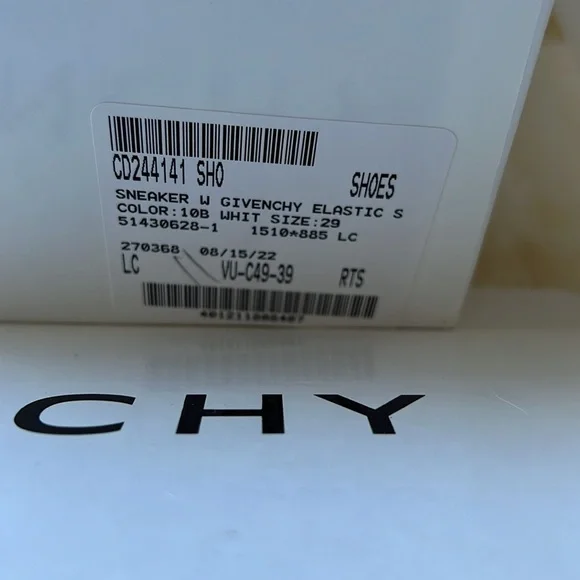 CD244141 SHO SHOES
SNEAKER W GIVENCHY ELASTIC S
COLOR:10B WHIT SIZE:29
51430628-1 1510*885 LC
270368 08/15/22
LC VU-C49-39 RTS
CHY